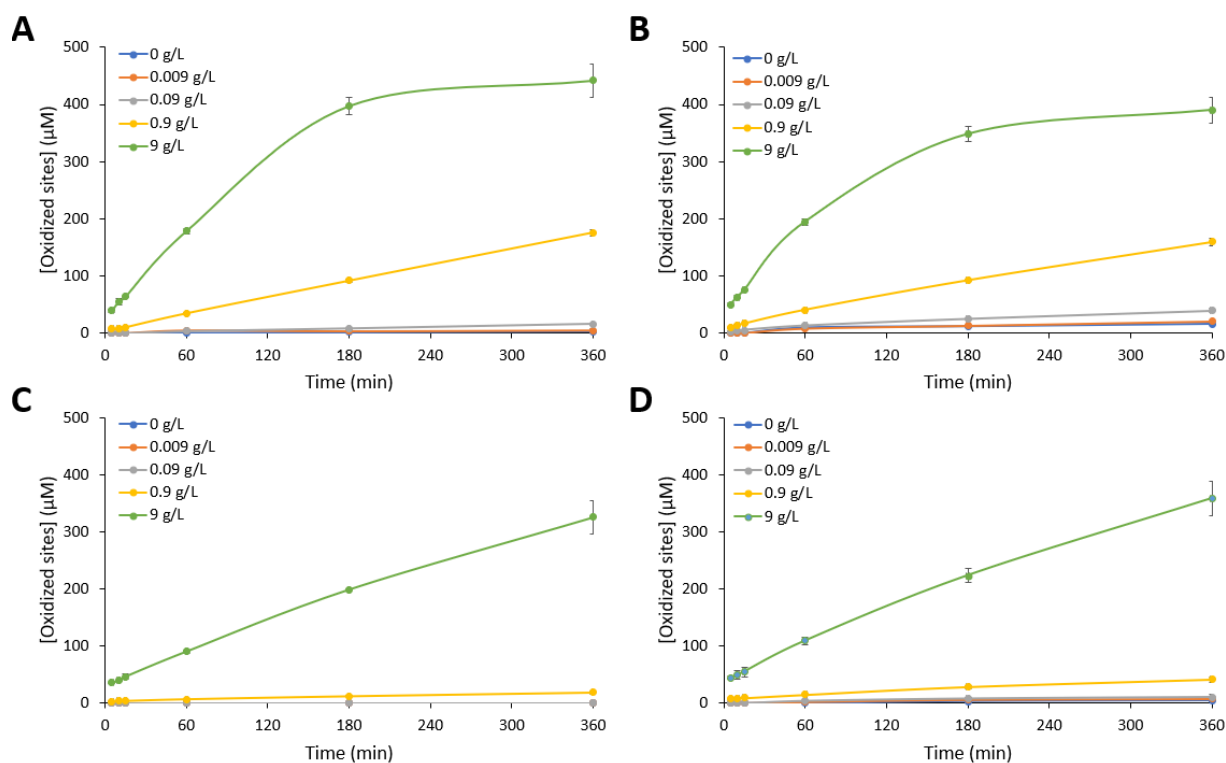 A
[Oxidized sites] (µM)
500
400
300
200
100
0
0 g/L
0.009 g/L
0.09 g/L
0.9 g/L
9 g/L
0 60 120 180 240 300 360
Time (min)
B
[Oxidized sites] (µM)
500
400
300
200
100
0
0 g/L
0.009 g/L
0.09 g/L
0.9 g/L
9 g/L
0 60 120 180 240 300 360
Time (min)
C
[Oxidized sites] (µM)
500
400
300
200
100
0
0 g/L
0.009 g/L
0.09 g/L
0.9 g/L
9 g/L
0 60 120 180 240 300 360
Time (min)
D
[Oxidized sites] (µM)
500
400
300
200
100
0
0 g/L
0.009 g/L
0.09 g/L
0.9 g/L
9 g/L
0 60 120 180 240 300 360
Time (min)